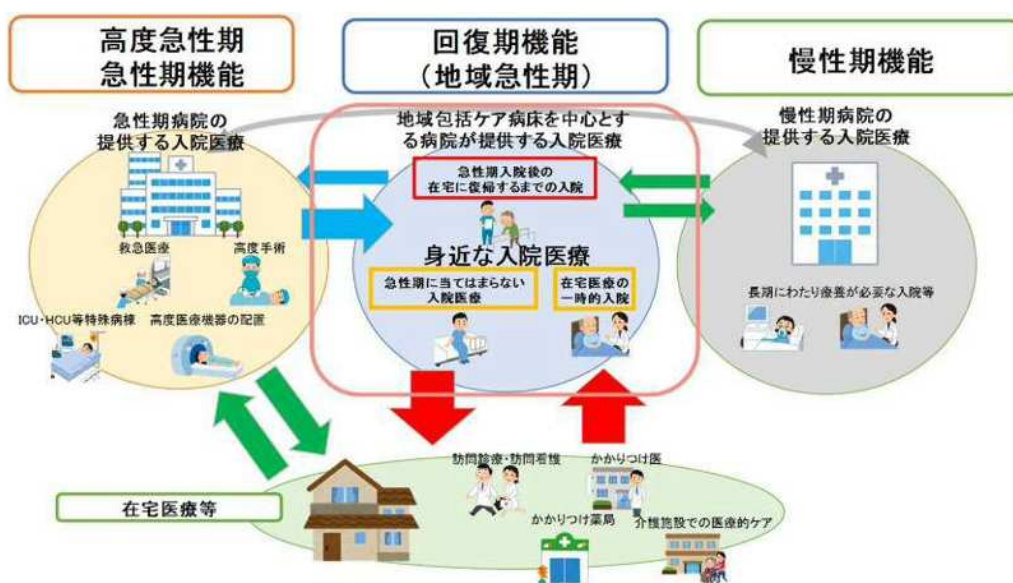 高度急性期
急性期機能
回復期機能
(地域急性期)
慢性期機能
急性期病院の
提供する入院医療
地域包括ケア病床を中心とす
る病院が提供する入院医療
慢性期病院の
提供する入院医療
急性期入院後の
在宅に復帰するまでの入院
救急医療
高度手術
身近な入院医療
急性期に当てはまらない
入院医療
在宅医療の
一時的入院
長期にわたり療養が必要な入院等
ICU・HCU等特殊病棟
高度医療機器の配置
訪問診療・訪問看護
かかりつけ医
在宅医療等
かかりつけ薬局
介護施設での医療的ケア